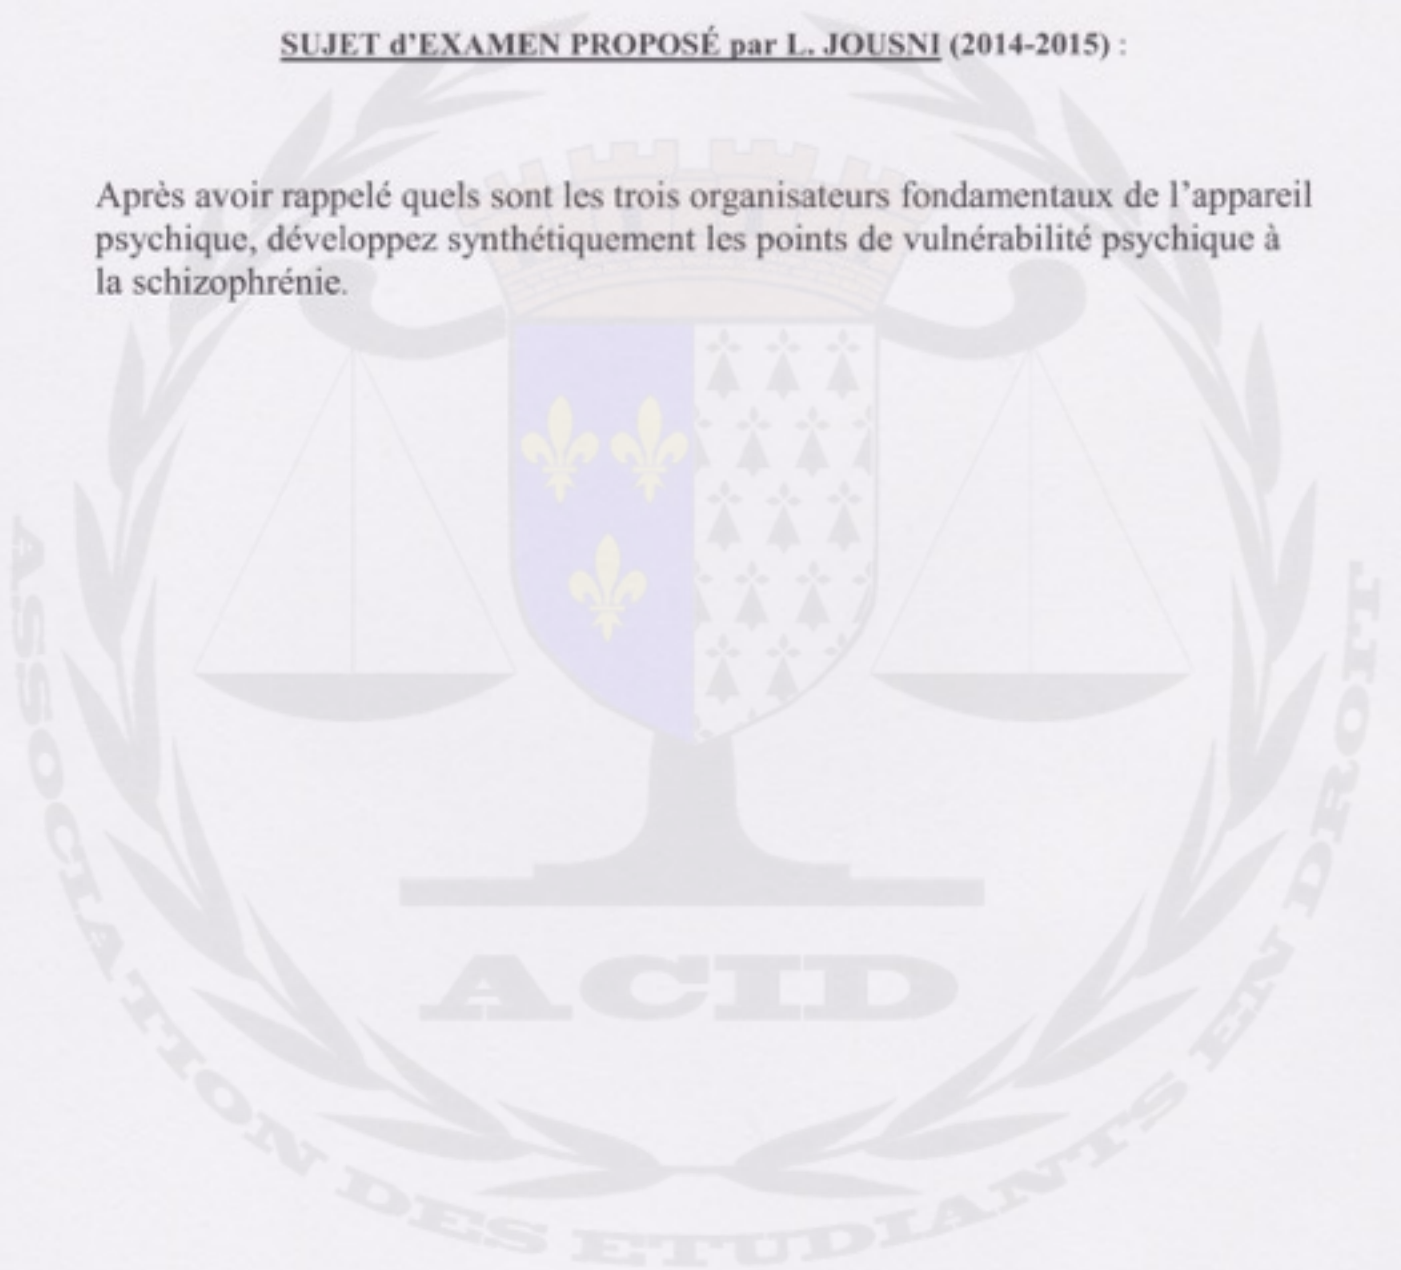 SUJET d'EXAMEN PROPOSÉ par L. JOUSNI (2014-2015) :
Après avoir rappelé quels sont les trois organisateurs fondamentaux de l'appareil
psychique, développez synthétiquement les points de vulnérabilité psychique à
la schizophrénie.
ACID
ASSOCIATION DES ETUDIANTS EN DROIT